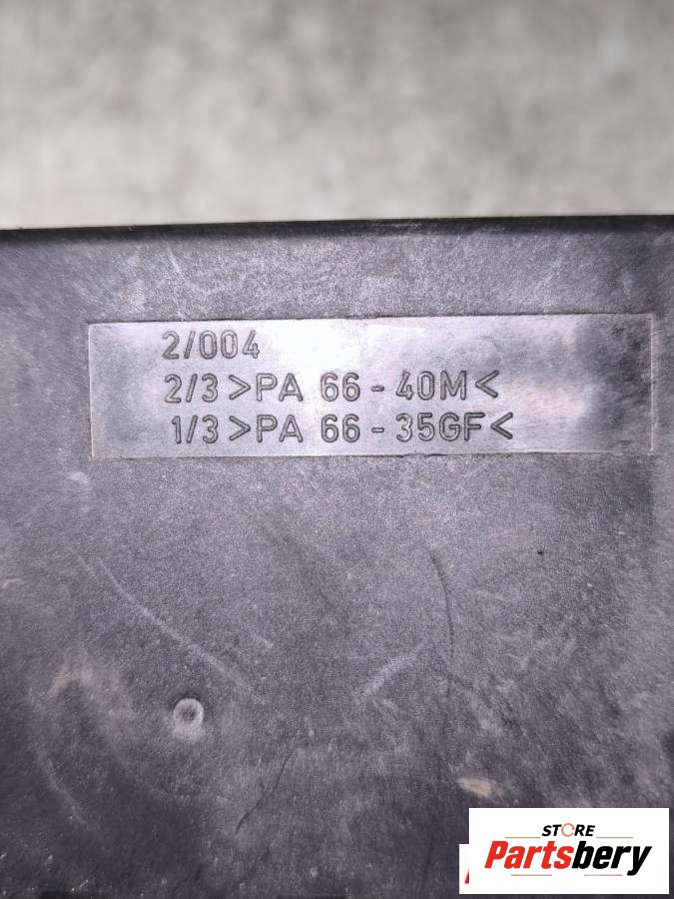 2/004
2/3>PA 66-40M<
1/3>PA 66-35GF<
STORE
Partsbery